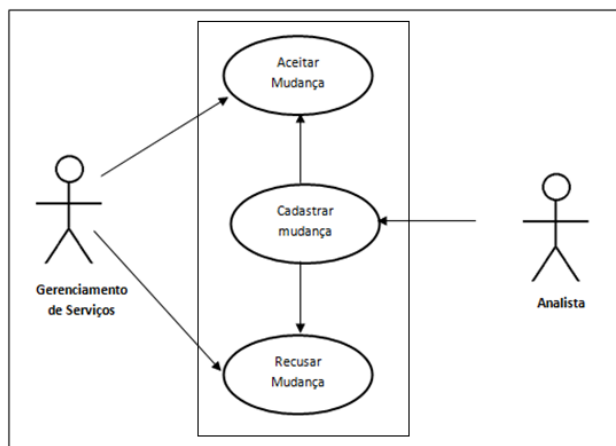 Aceitar
Mudança
Cadastrar
mudança
Gerenciamento
de Serviços
Analista
Recusar
Mudança